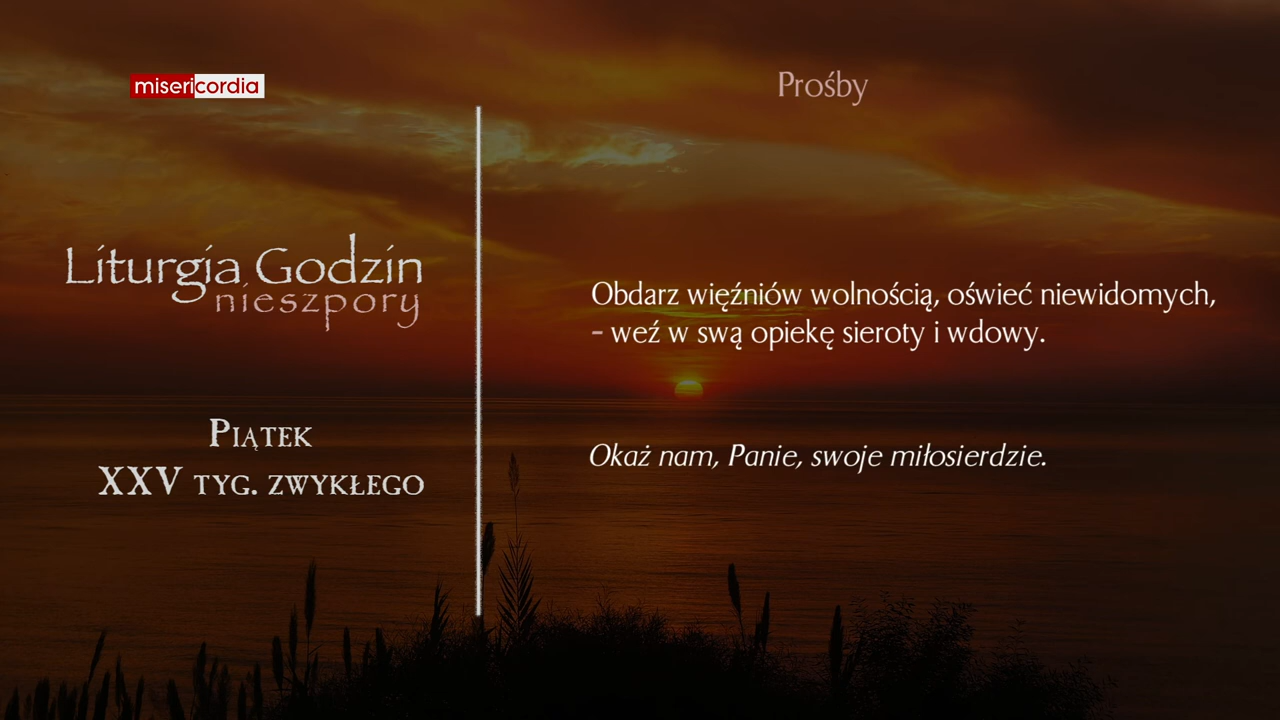 misericordia
Prośby
Liturgia Godzin
nieszpory
Piątek
XXV tyg. zwykłego
Obdarz więźniów wolnością, oświeć niewidomych,
– weź w swą opiekę sieroty i wdowy.
Okaż nam, Panie, swoje miłosierdzie.